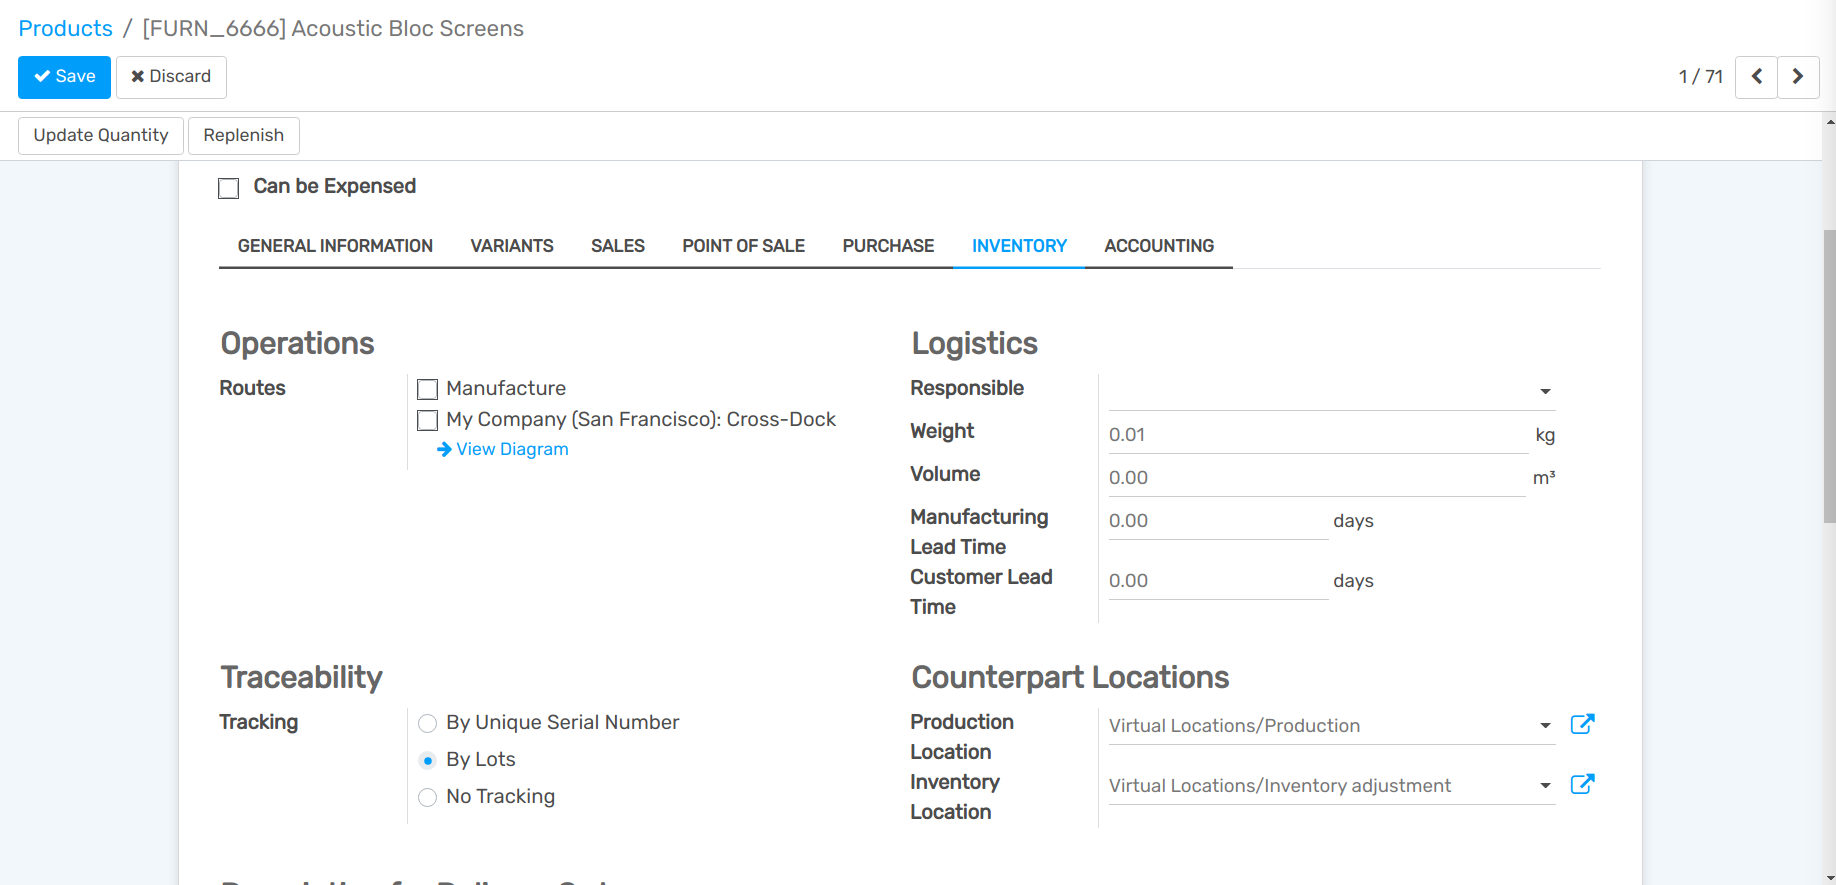 Products / [FURN_6666] Acoustic Bloc Screens
Save Discard 1 / 71
Update Quantity Replenish
Can be Expensed
GENERAL INFORMATION VARIANTS SALES POINT OF SALE PURCHASE INVENTORY ACCOUNTING
Operations
Routes
Manufacture
My Company (San Francisco): Cross-Dock
View Diagram
Logistics
Responsible
Weight 0.01 kg
Volume 0.00 m³
Manufacturing Lead Time 0.00 days
Customer Lead Time 0.00 days
Traceability
Tracking
By Unique Serial Number
By Lots
No Tracking
Counterpart Locations
Production Location Virtual Locations/Production
Inventory Location Virtual Locations/Inventory adjustment